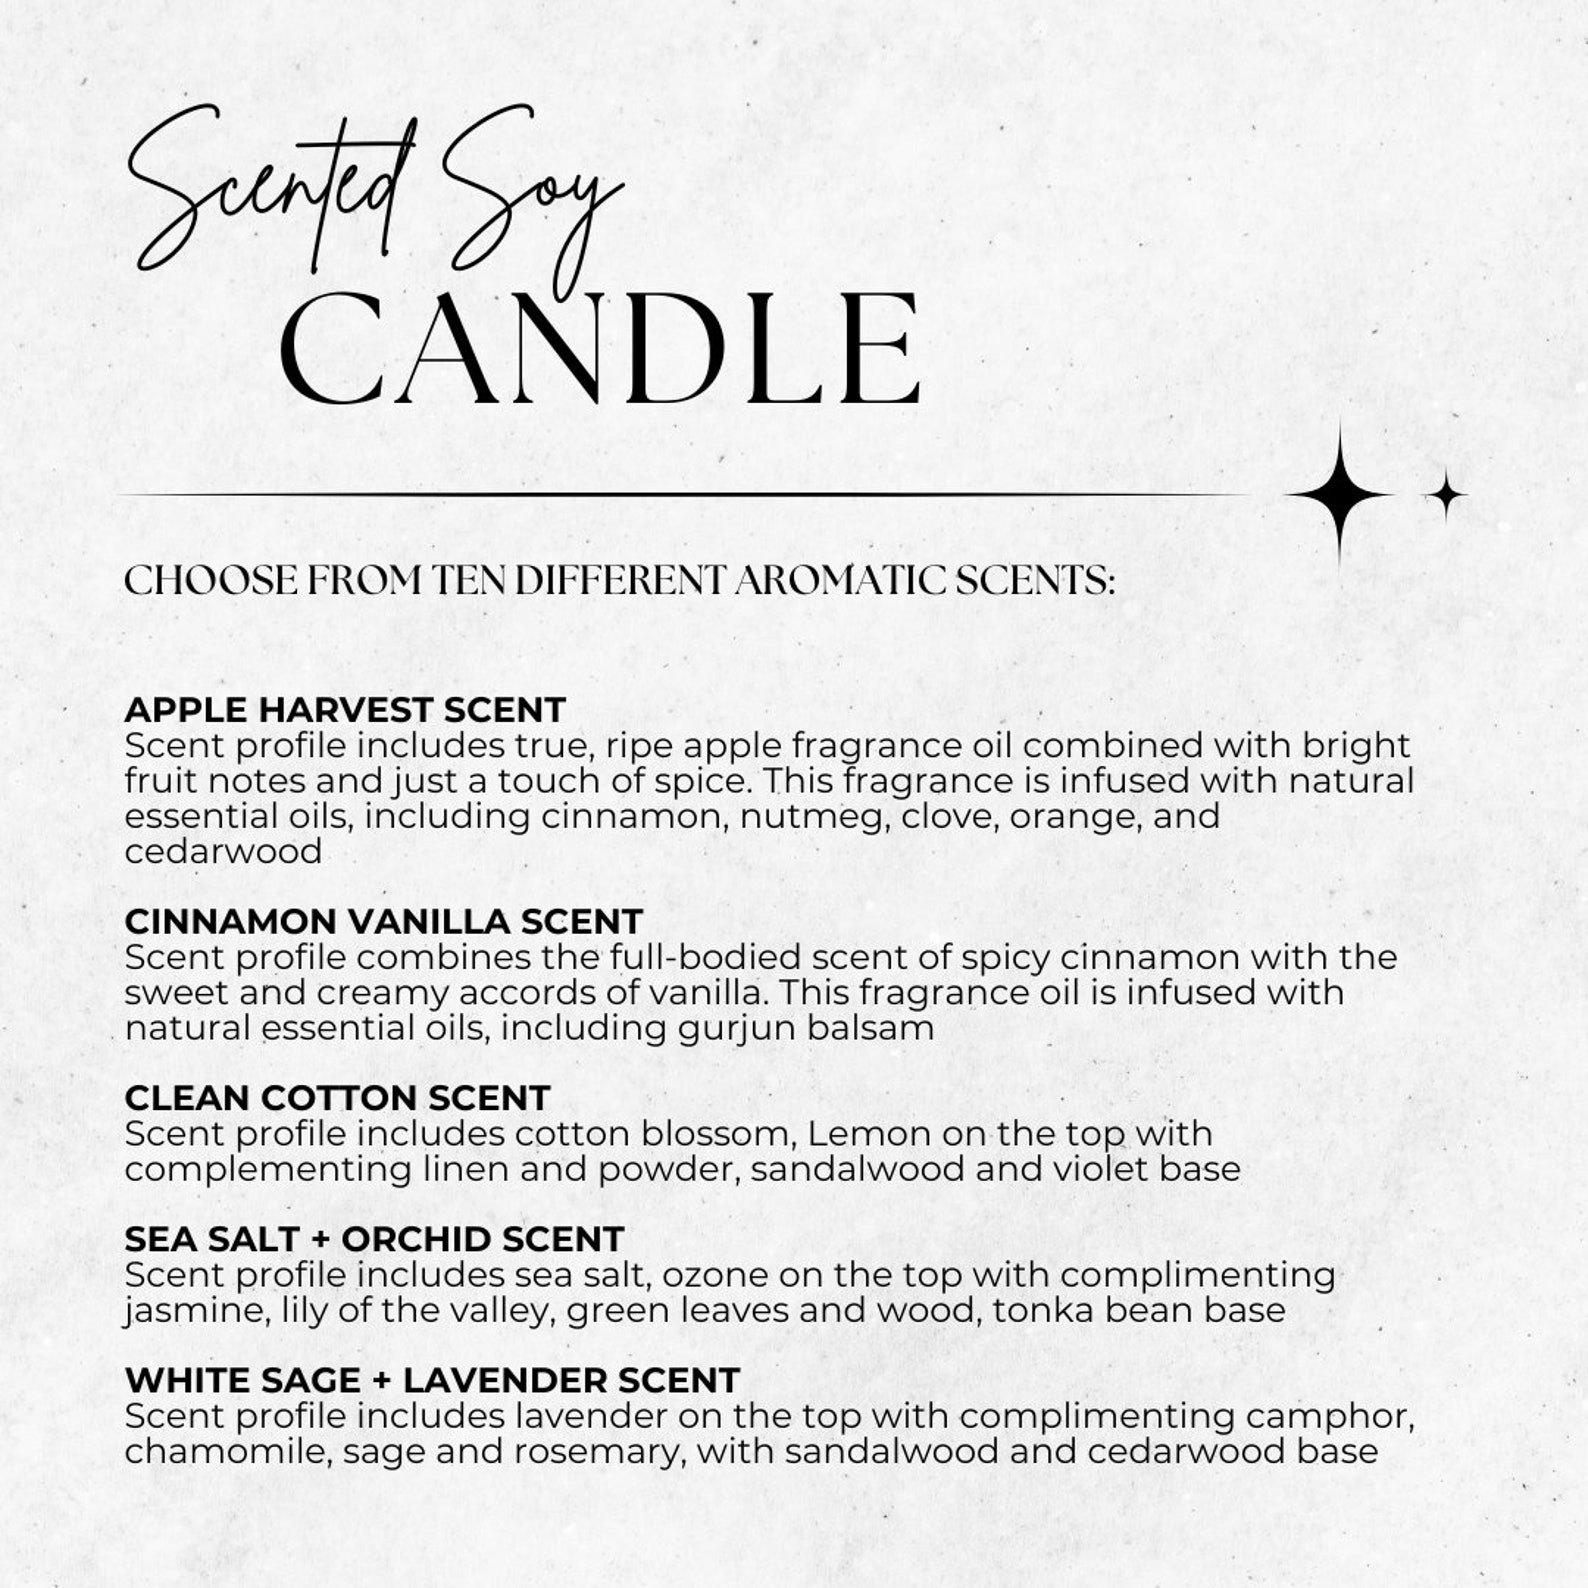 Scented Soy
CANDLE
CHOOSE FROM TEN DIFFERENT AROMATIC SCENTS:
APPLE HARVEST SCENT
Scent profile includes true, ripe apple fragrance oil combined with bright
fruit notes and just a touch of spice. This fragrance is infused with natural
essential oils, including cinnamon, nutmeg, clove, orange, and
cedarwood
CINNAMON VANILLA SCENT
Scent profile combines the full-bodied scent of spicy cinnamon with the
sweet and creamy accords of vanilla. This fragrance oil is infused with
natural essential oils, including gurjun balsam
CLEAN COTTON SCENT
Scent profile includes cotton blossom, Lemon on the top with
complementing linen and powder, sandalwood and violet base
SEA SALT + ORCHID SCENT
Scent profile includes sea salt, ozone on the top with complimenting
jasmine, lily of the valley, green leaves and wood, tonka bean base
WHITE SAGE + LAVENDER SCENT
Scent profile includes lavender on the top with complimenting camphor,
chamomile, sage and rosemary, with sandalwood and cedarwood base